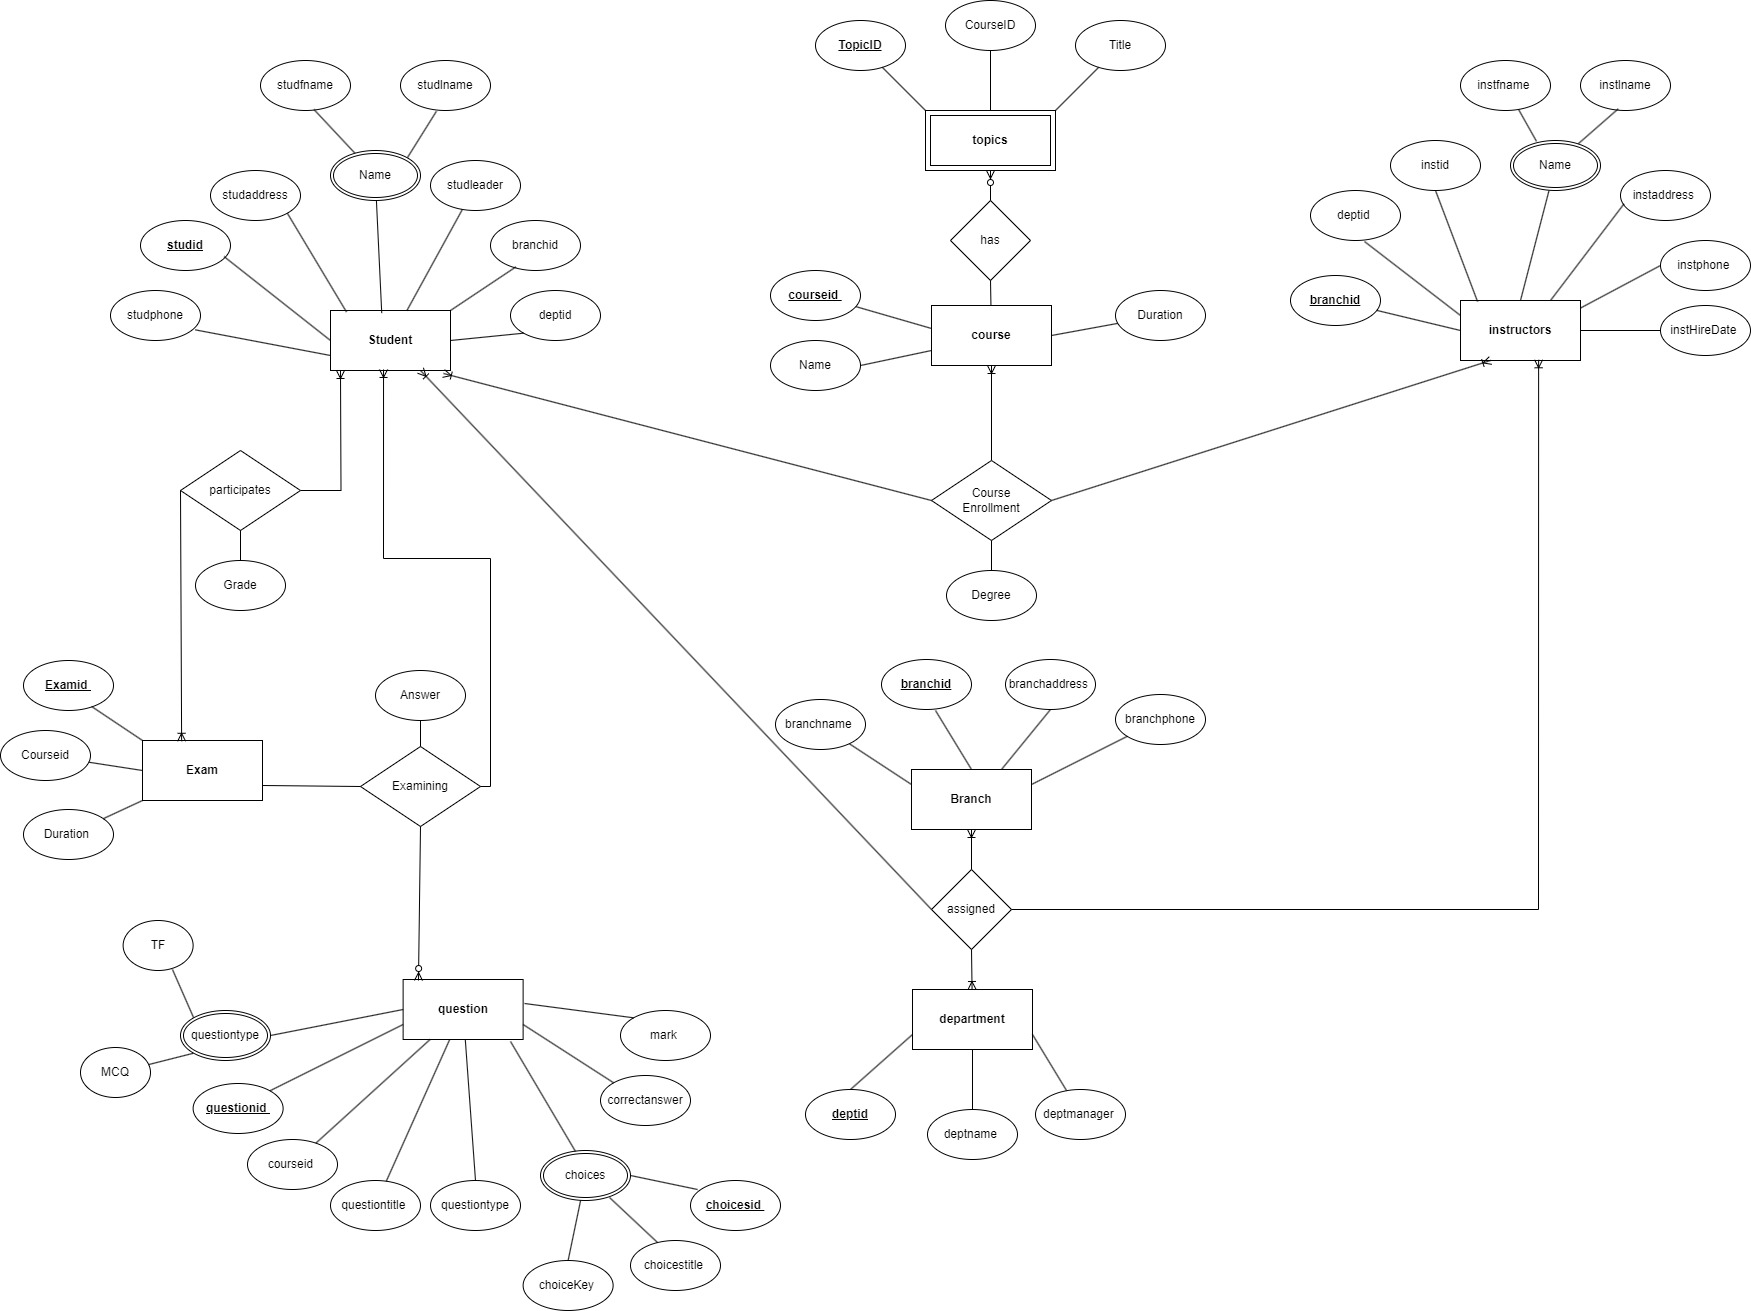 CourseID
TopicID
Title
studfname
studlname
instfname
instlname
topics
Name
studleader
instid
Name
studaddress
instaddress
deptid
studid
branchid
has
instphone
courseid
branchid
studphone
deptid
Duration
Student
course
instructors
instHireDate
Name
participates
Course
Enrollment
Grade
Degree
Examid
Answer
branchid
branchaddress
branchname
branchphone
Courseid
Exam
Examining
Branch
Duration
assigned
TF
question
department
questiontype
mark
MCQ
questionid
correctanswer
deptid
deptname
deptmanager
courseid
choices
questiontitle
questiontype
choicesid
choicestitle
choiceKey